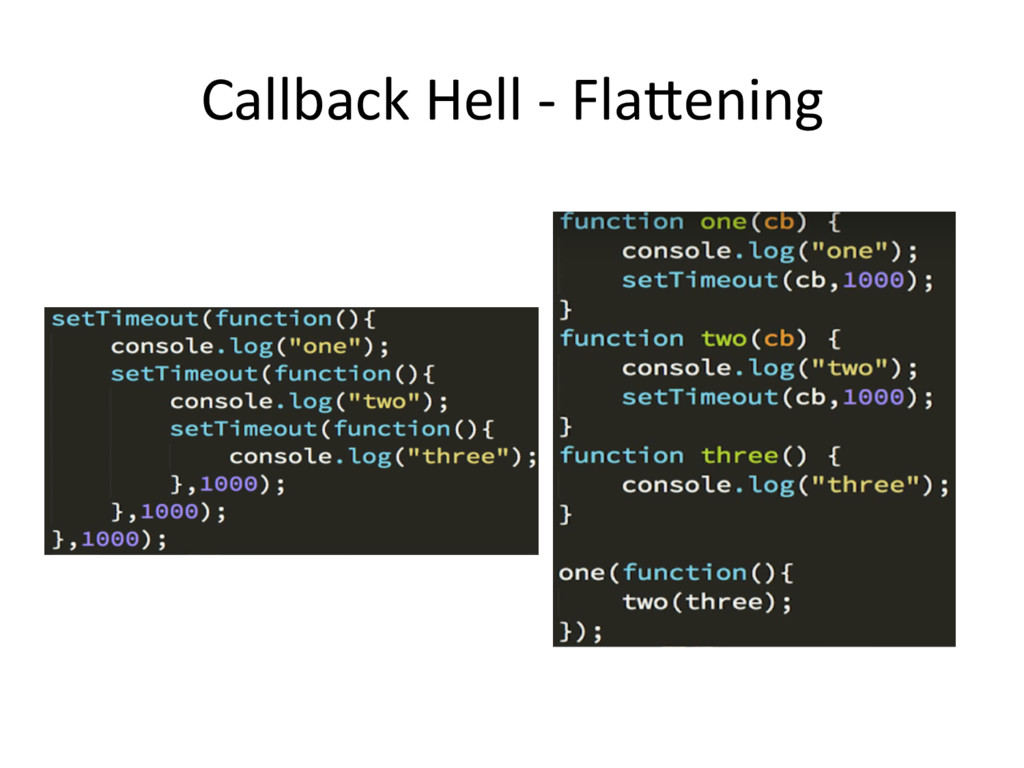 Callback Hell - Flattening
setTimeout(function(){
    console.log("one");
    setTimeout(function(){
        console.log("two");
        setTimeout(function(){
            console.log("three");
        },1000);
    },1000);
},1000);
function one(cb) {
    console.log("one");
    setTimeout(cb,1000);
}
function two(cb) {
    console.log("two");
    setTimeout(cb,1000);
}
function three() {
    console.log("three");
}
one(function(){
    two(three);
});